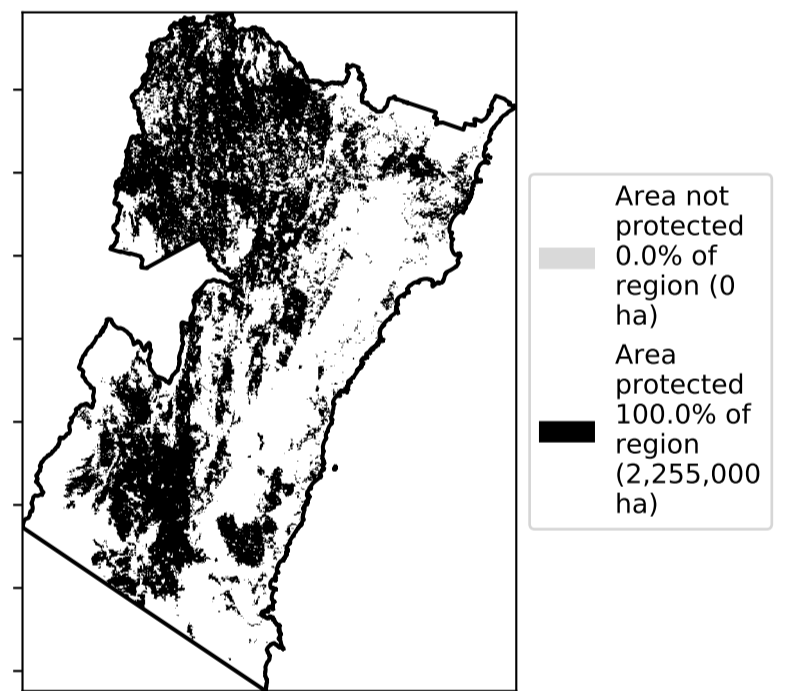 Area not
protected
0.0% of
region (0
ha)
Area
protected
100.0% of
region
(2,255,000
ha)